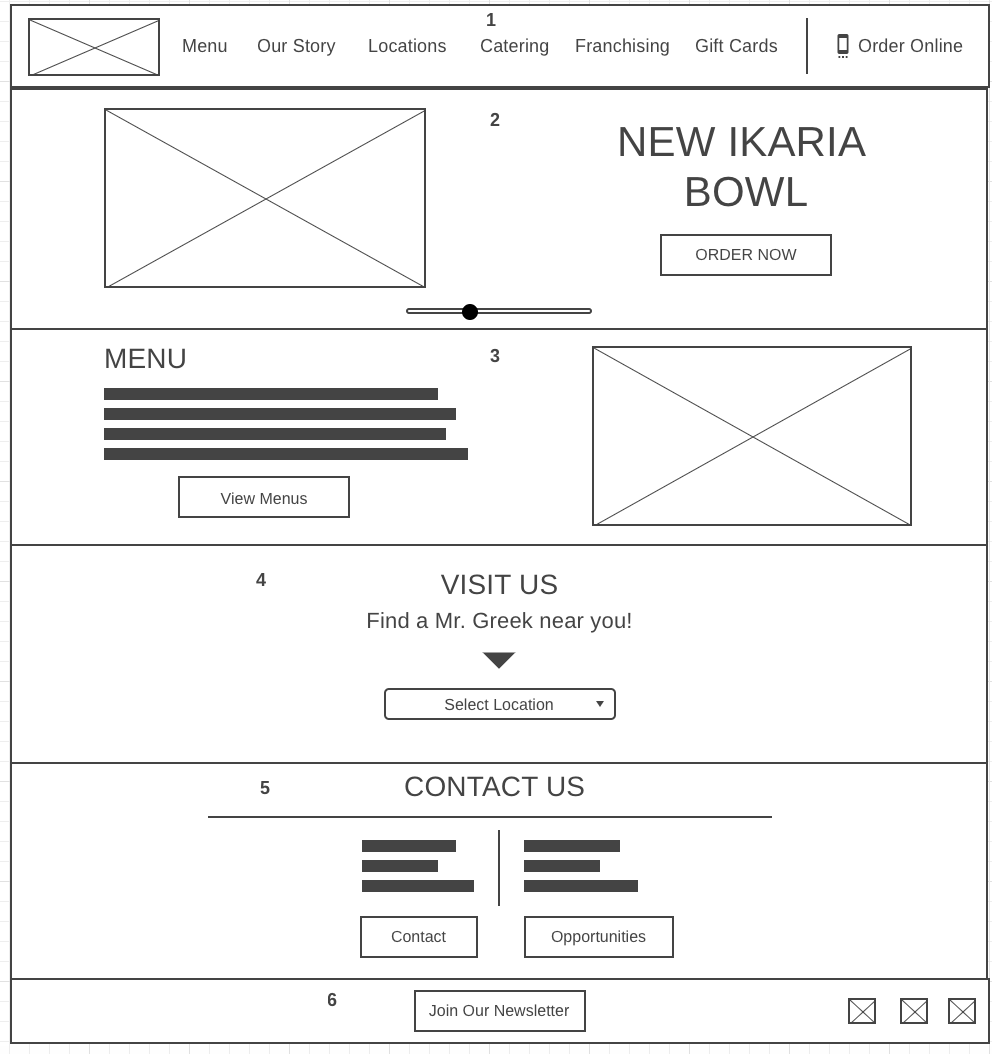 1
Menu Our Story Locations Catering Franchising Gift Cards Order Online
2
NEW IKARIA
BOWL
ORDER NOW
MENU
3
View Menus
4
VISIT US
Find a Mr. Greek near you!
Select Location
5
CONTACT US
Contact Opportunities
6
Join Our Newsletter